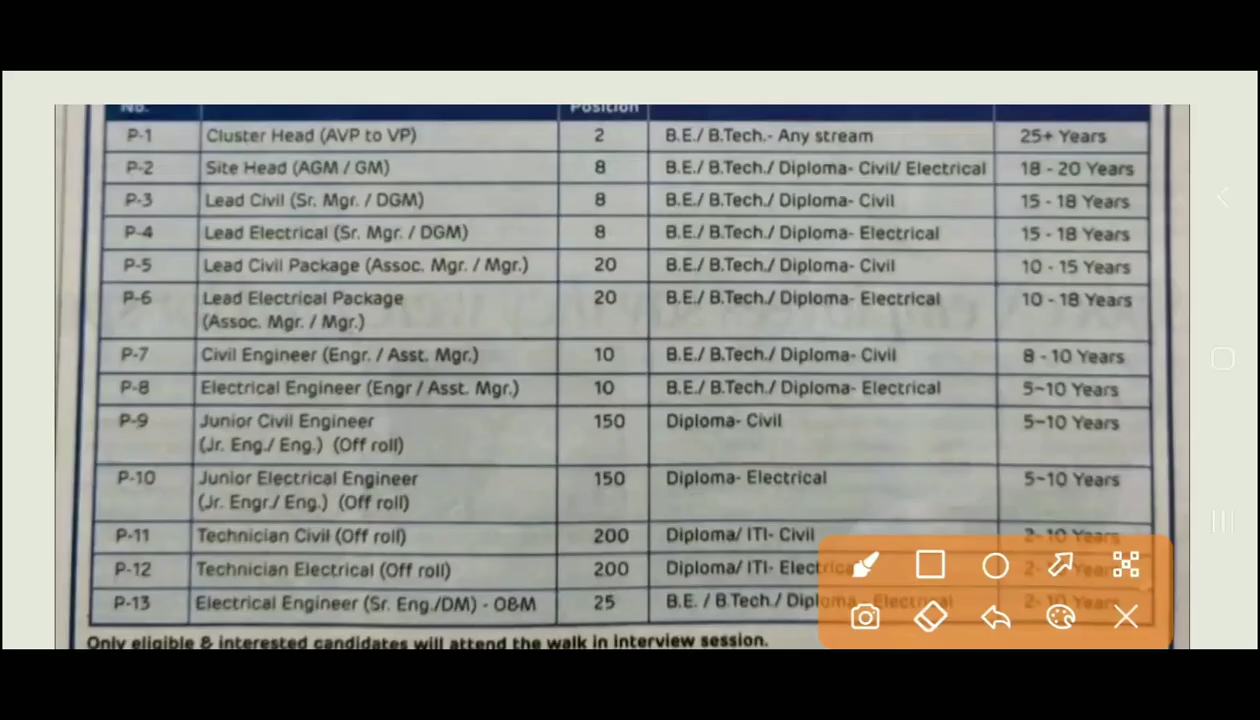 No. Position
P-1 Cluster Head (AVP to VP) 2 B.E./ B.Tech.- Any stream 25+ Years
P-2 Site Head (AGM / GM) 8 B.E./ B.Tech./ Diploma- Civil/ Electrical 18 - 20 Years
P-3 Lead Civil (Sr. Mgr. / DGM) 8 B.E./ B.Tech./ Diploma- Civil 15 - 18 Years
P-4 Lead Electrical (Sr. Mgr. / DGM) 8 B.E./ B.Tech./ Diploma- Electrical 15 - 18 Years
P-5 Lead Civil Package (Assoc. Mgr. / Mgr.) 20 B.E./ B.Tech./ Diploma- Civil 10 - 15 Years
P-6 Lead Electrical Package 20 B.E./ B.Tech./ Diploma- Electrical 10 - 18 Years
(Assoc. Mgr. / Mgr.)
P-7 Civil Engineer (Engr. / Asst. Mgr.) 10 B.E./ B.Tech./ Diploma- Civil 8 - 10 Years
P-8 Electrical Engineer (Engr / Asst. Mgr.) 10 B.E./ B.Tech./ Diploma- Electrical 5~10 Years
P-9 Junior Civil Engineer 150 Diploma- Civil 5~10 Years
(Jr. Eng./ Eng.) (Off roll)
P-10 Junior Electrical Engineer 150 Diploma- Electrical 5~10 Years
(Jr. Engr./ Eng.) (Off roll)
P-11 Technician Civil (Off roll) 200 Diploma/ ITI- Civil 2- 10 Years
P-12 Technician Electrical (Off roll) 200 Diploma/ ITI- Electrical 2- Years
P-13 Electrical Engineer (Sr. Eng./DM) - O&M 25 B.E. / B.Tech./ Diploma- Electrical 2- 10 Years
Only eligible & interested candidates will attend the walk in interview session.